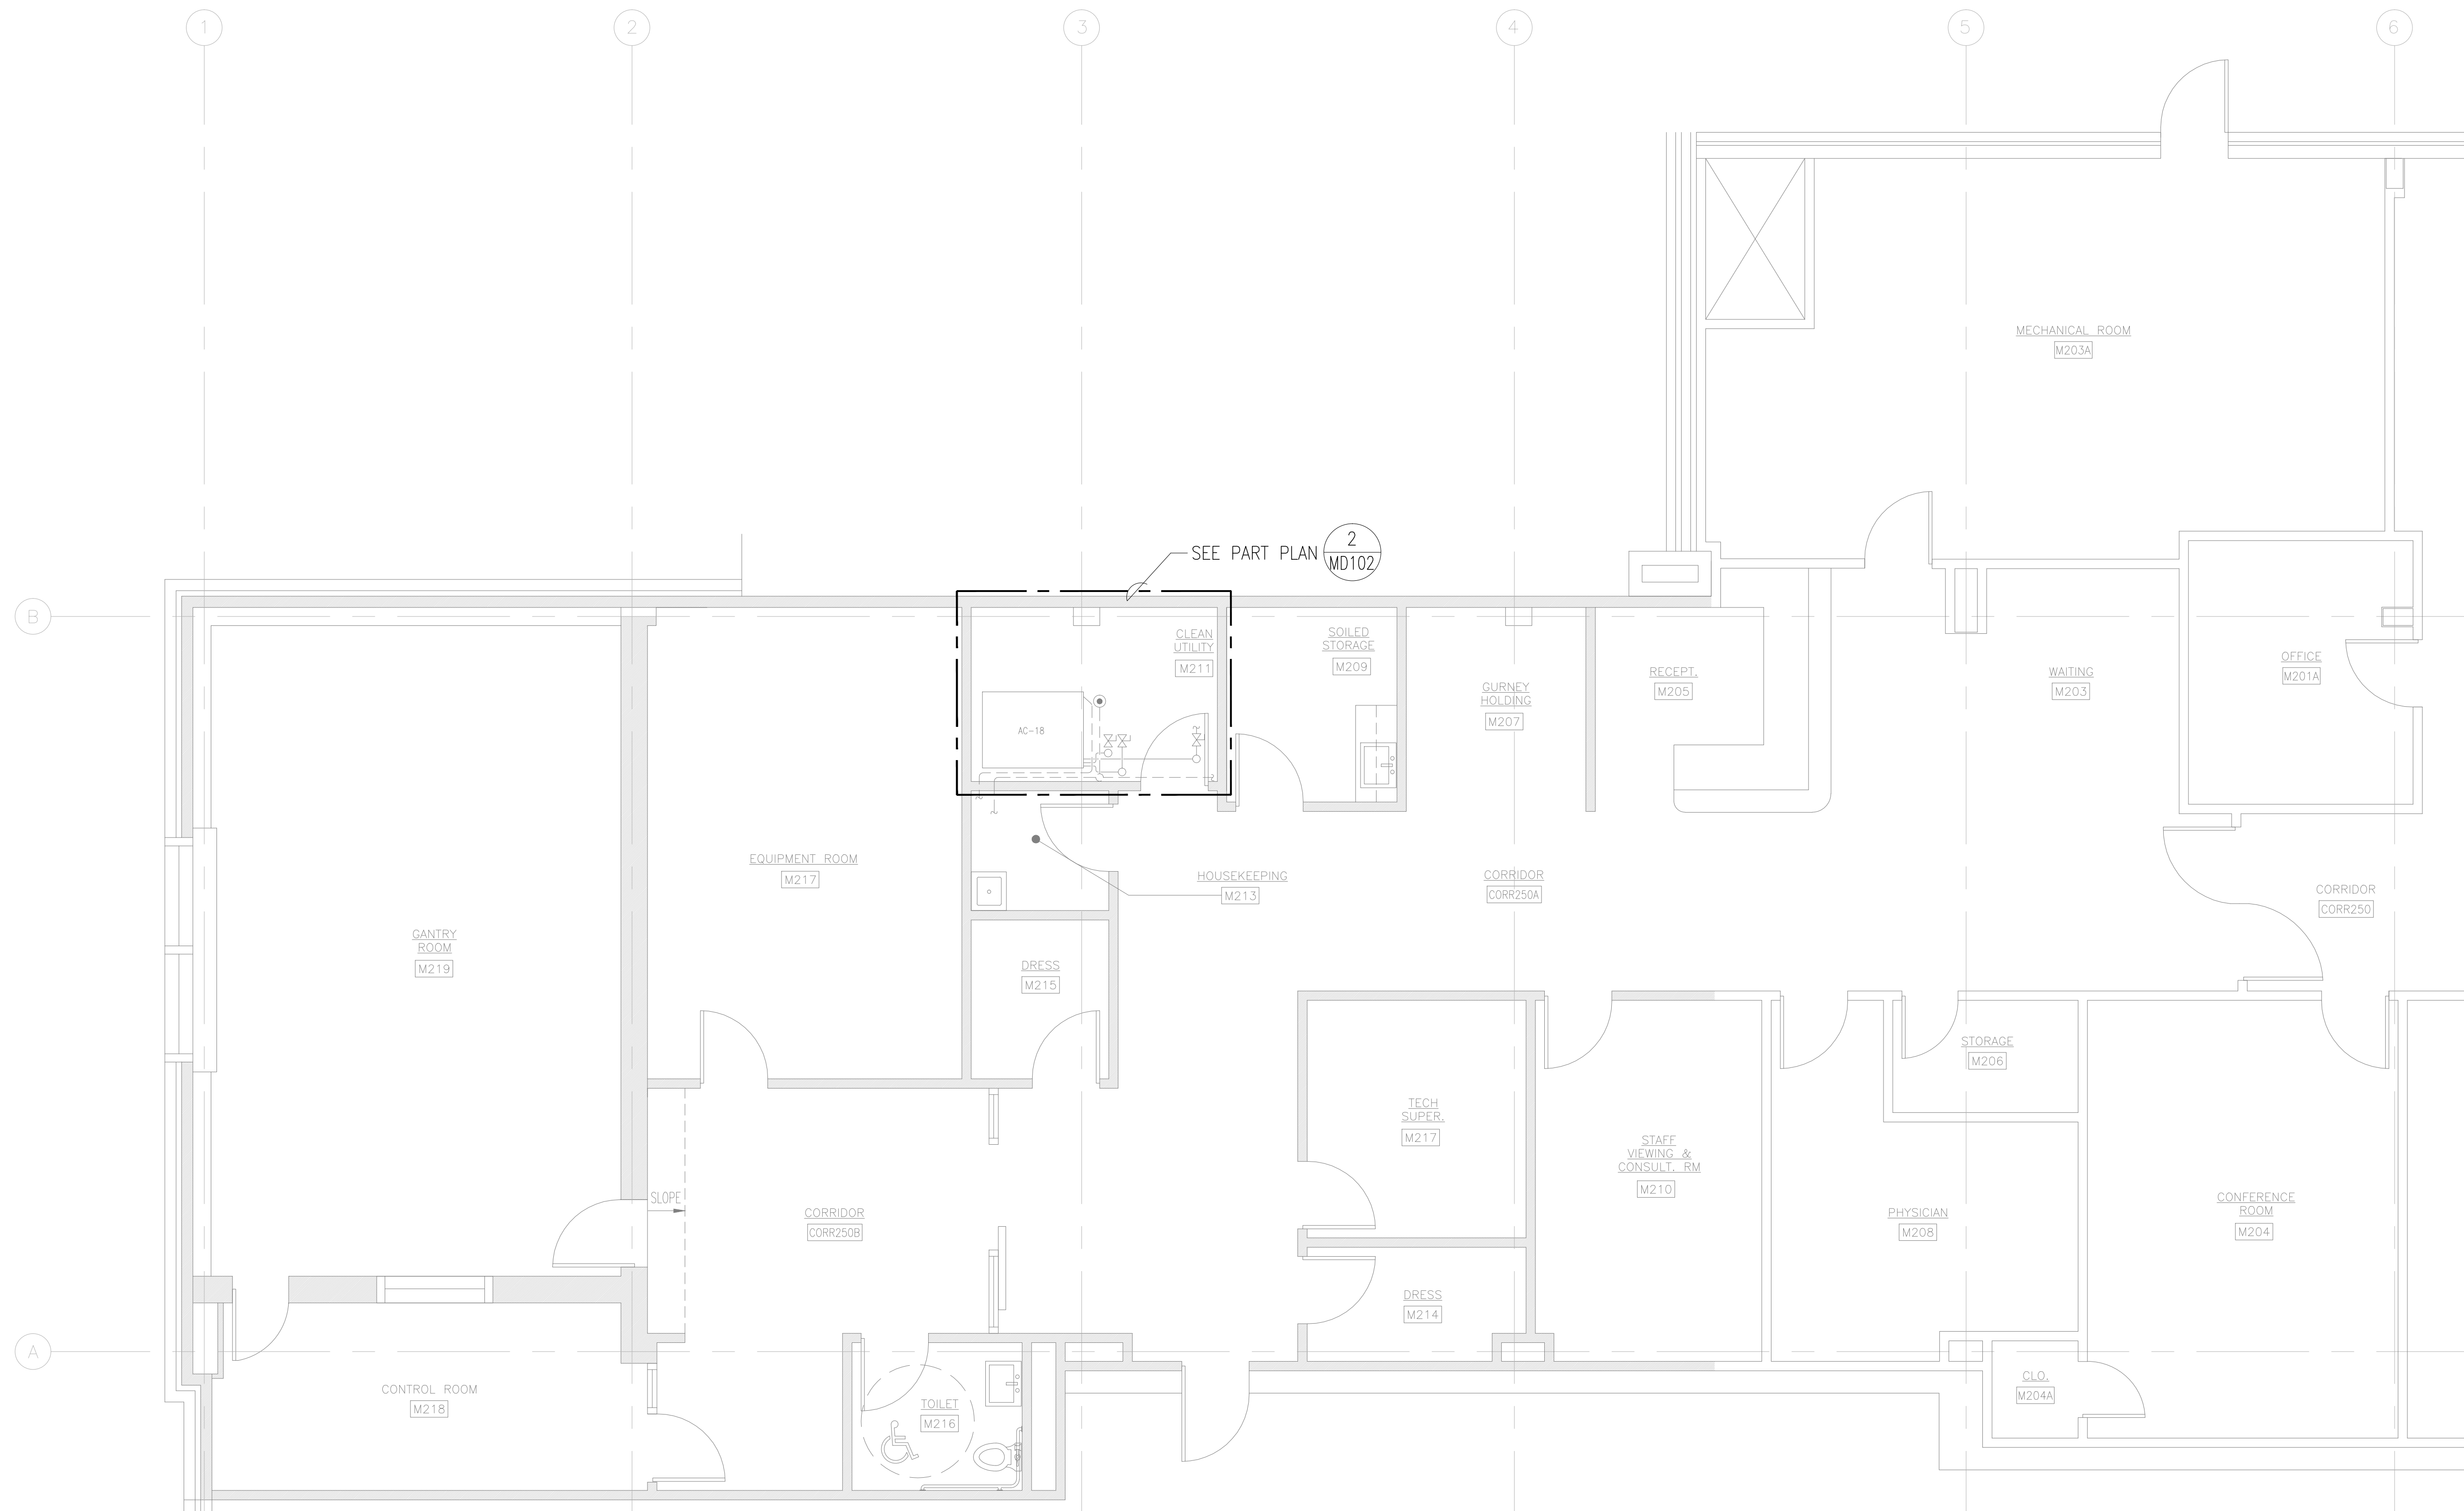 1
2
3
4
5
6
MECHANICAL ROOM
M203A
SEE PART PLAN
2
MD102
B
CLEAN
UTILITY
M211
SOILED
STORAGE
M209
GURNEY
HOLDING
M207
RECEPT.
M205
WAITING
M203
OFFICE
M201A
AC-18
EQUIPMENT ROOM
M217
HOUSEKEEPING
M213
CORRIDOR
CORR250A
CORRIDOR
CORR250
GANTRY
ROOM
M219
DRESS
M215
STORAGE
M206
TECH
SUPER.
M217
STAFF
VIEWING &
CONSULT. RM
M210
SLOPE
CORRIDOR
CORR250B
PHYSICIAN
M208
CONFERENCE
ROOM
M204
DRESS
M214
A
CONTROL ROOM
M218
TOILET
M216
CLO.
M204A